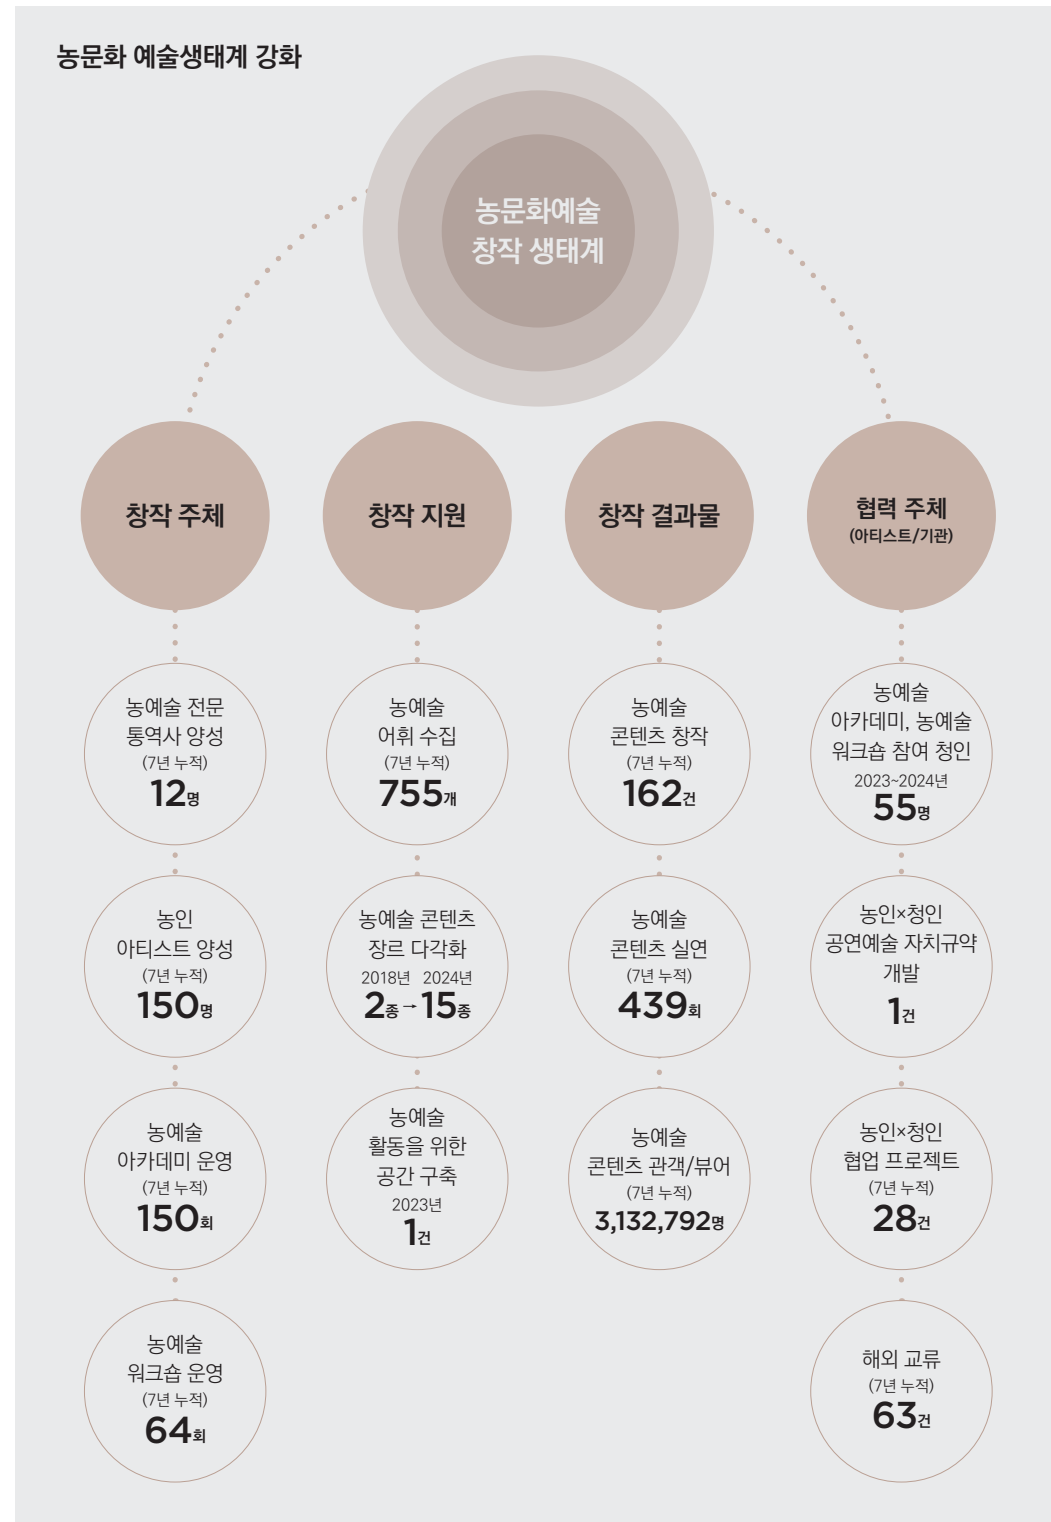 농문화 예술생태계 강화
농문화예술
창작 생태계
창작 주체
농예술 전문
통역사 양성
(7년 누적)
12명
농인
아티스트 양성
(7년 누적)
150명
농예술
아카데미 운영
(7년 누적)
150회
농예술
워크숍 운영
(7년 누적)
64회
창작 지원
농예술
어휘 수집
(7년 누적)
755개
농예술 콘텐츠
장르 다각화
2018년 2024년
2종→15종
농예술
활동을 위한
공간 구축
2023년
1건
창작 결과물
농예술
콘텐츠 창작
(7년 누적)
162건
농예술
콘텐츠 실연
(7년 누적)
439회
농예술
콘텐츠 관객/뷰어
(7년 누적)
3,132,792명
협력 주체
(아티스트/기관)
농예술
아카데미, 농예술
워크숍 참여 청인
2023~2024년
55명
농인×청인
공연예술 자치규약
개발
1건
농인×청인
협업 프로젝트
(7년 누적)
28건
해외 교류
(7년 누적)
63건